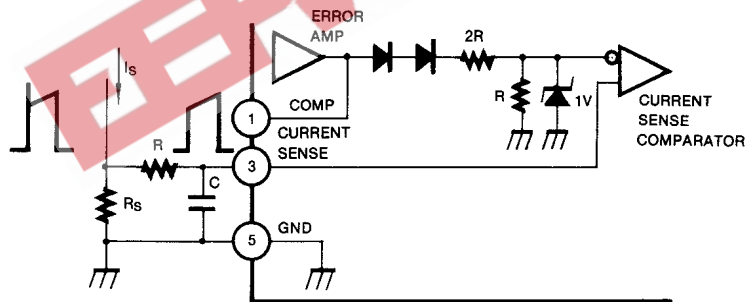 ERROR
AMP
2R
IS
COMP
1
R
1V
CURRENT
SENSE
COMPARATOR
CURRENT
SENSE
R
3
C
RS
GND
5